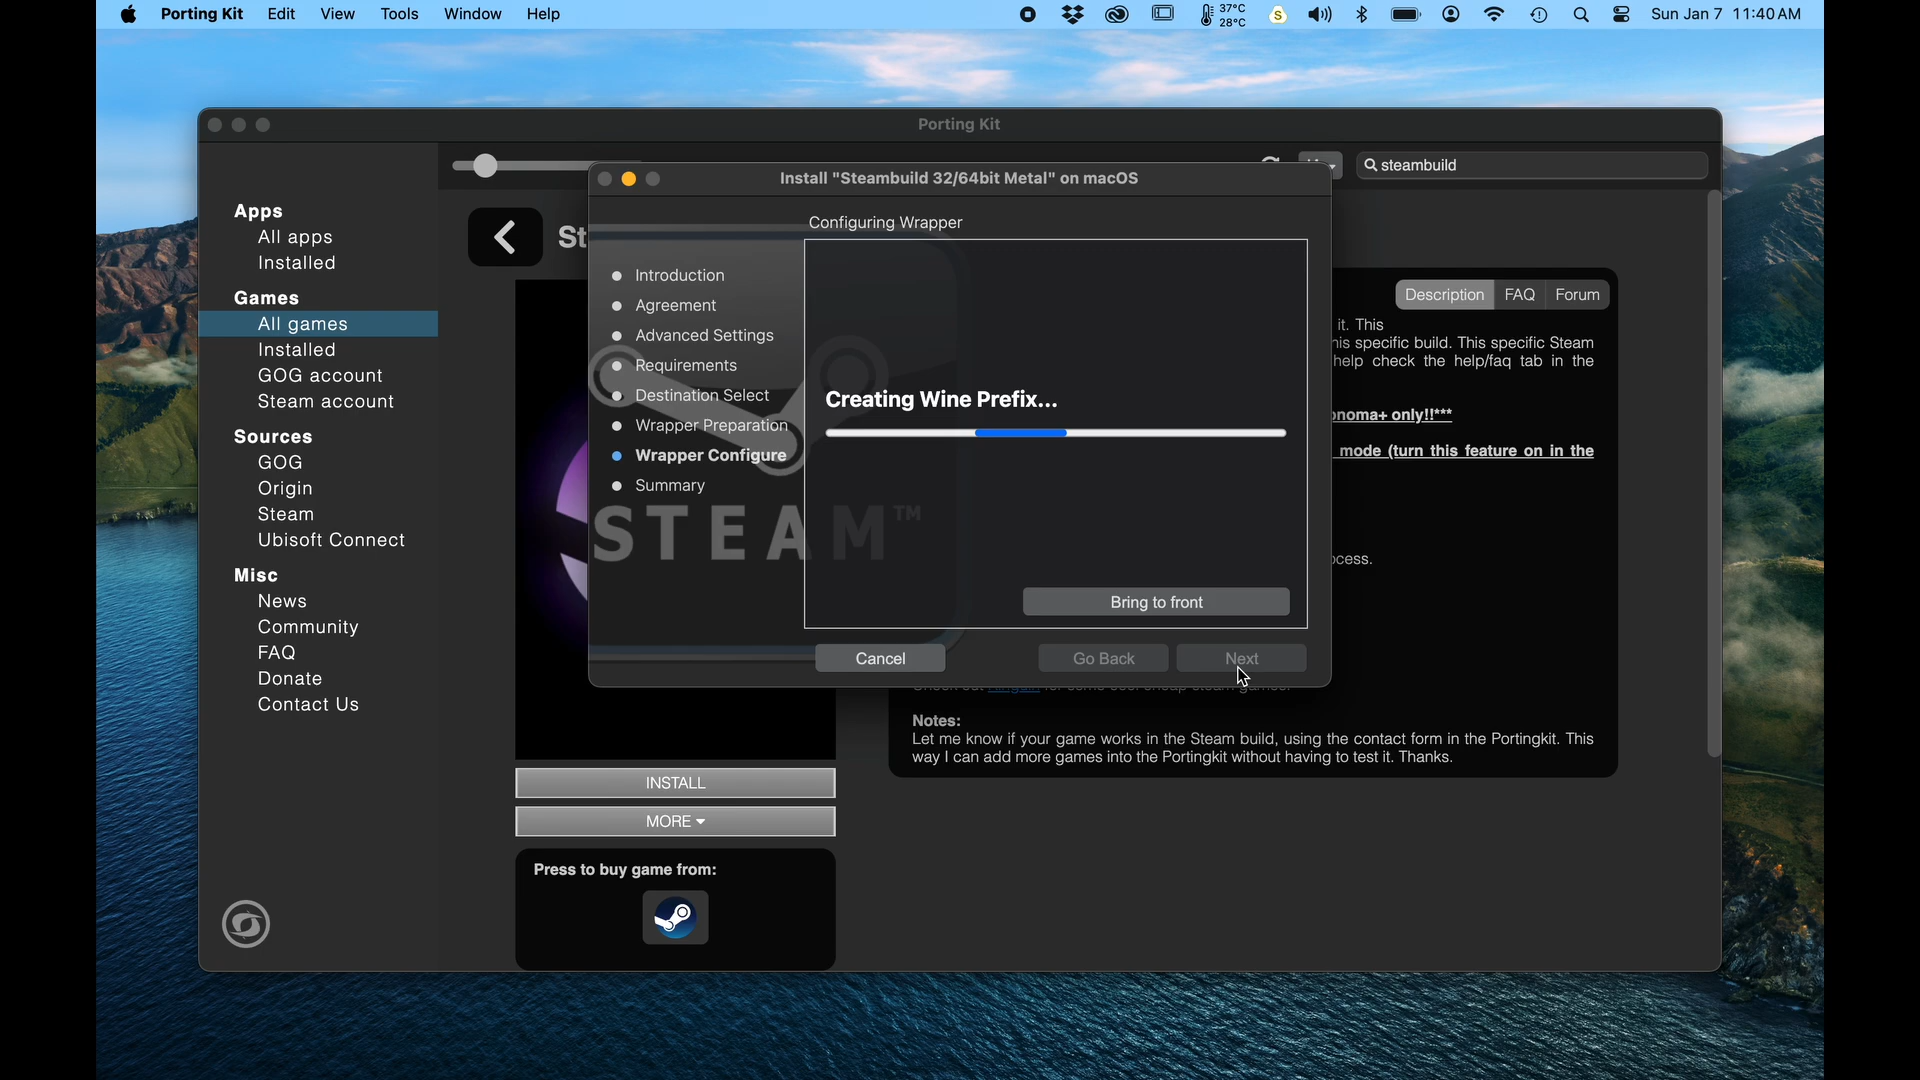 Porting Kit Edit View Tools Window Help
37°C
28°C
S
Sun Jan 7 11:40 AM
Porting Kit
steambuild
Install "Steambuild 32/64bit Metal" on macOS
Apps
All apps
Installed
Games
All games
Installed
GOG account
Steam account
Sources
GOG
Origin
Steam
Ubisoft Connect
Misc
News
Community
FAQ
Donate
Contact Us
St
Configuring Wrapper
Introduction
Agreement
Advanced Settings
Requirements
Destination Select
Wrapper Preparation
Wrapper Configure
Summary
STEAM™
Creating Wine Prefix...
Bring to front
Cancel Go Back Next
Description FAQ Forum
it. This
his specific build. This specific Steam
help check the help/faq tab in the
onoma+ only!!***
mode (turn this feature on in the
ocess.
Notes:
Let me know if your game works in the Steam build, using the contact form in the Portingkit. This
way I can add more games into the Portingkit without having to test it. Thanks.
INSTALL
MORE
Press to buy game from: